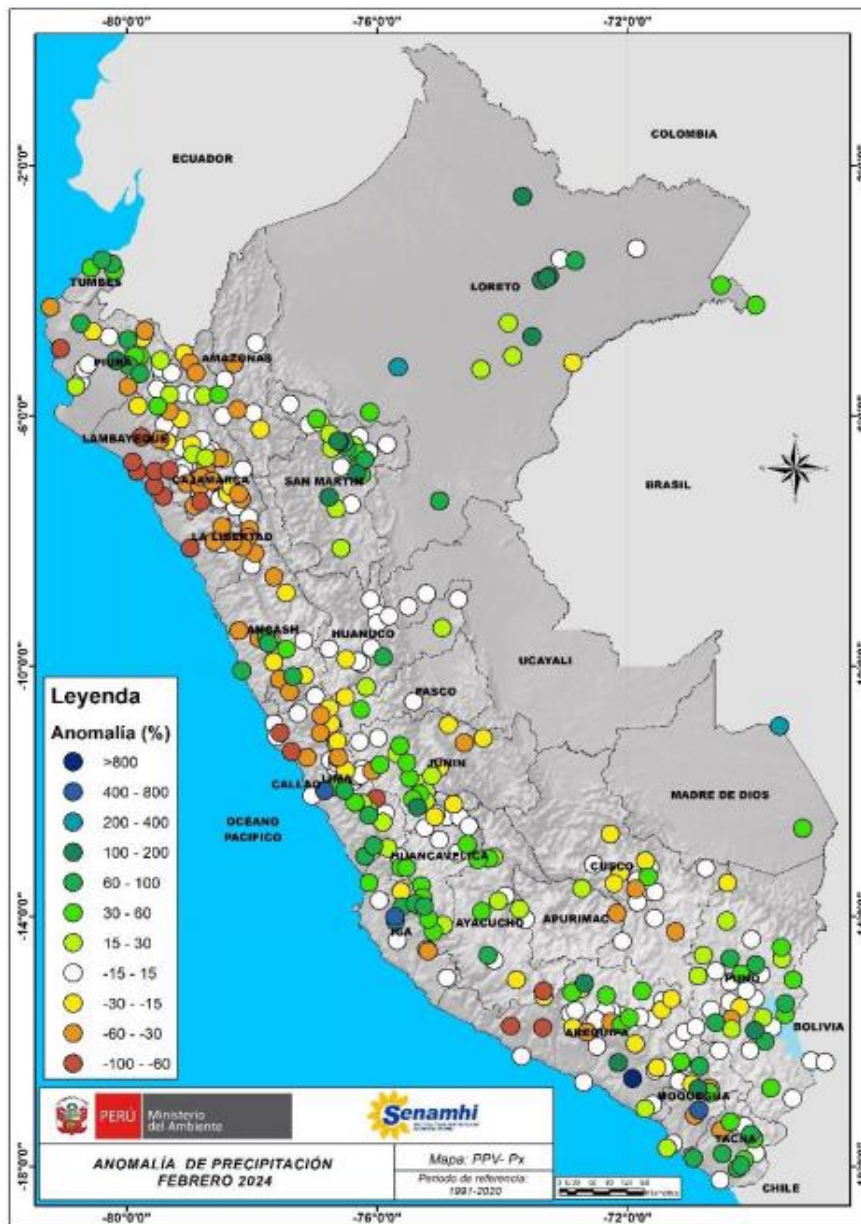 -80°0'0"
-76°0'0"
-72°0'0"
COLOMBIA
ECUADOR
-2°0'0"
TUMBES
LORETO
PIURA
AMAZONAS
-6°0'0"
LAMBAYEQUE
CAJAMARCA
SAN MARTIN
BRASIL
LA LIBERTAD
ANCASH
HUANUCO
UCAYALI
-10°0'0"
PASCO
JUNIN
LIMA
CALLAO
MADRE DE DIOS
OCÉANO
PACIFICO
HUANCAVELICA
CUSCO
-14°0'0"
ICA
AYACUCHO
APURIMAC
PUNO
AREQUIPA
BOLIVIA
MOQUEGUA
TACNA
-18°0'0"
CHILE
Leyenda
Anomalía (%)
>800
400 - 800
200 - 400
100 - 200
60 - 100
30 - 60
15 - 30
-15 - 15
-30 - -15
-60 - -30
-100 - -60
PERÚ
Ministerio
del Ambiente
Senamhi
ANOMALÍA DE PRECIPITACIÓN
FEBRERO 2024
Mapa: PPV- Px
Periodo de referencia:
1991-2020
-80°0'0"
-76°0'0"
-72°0'0"